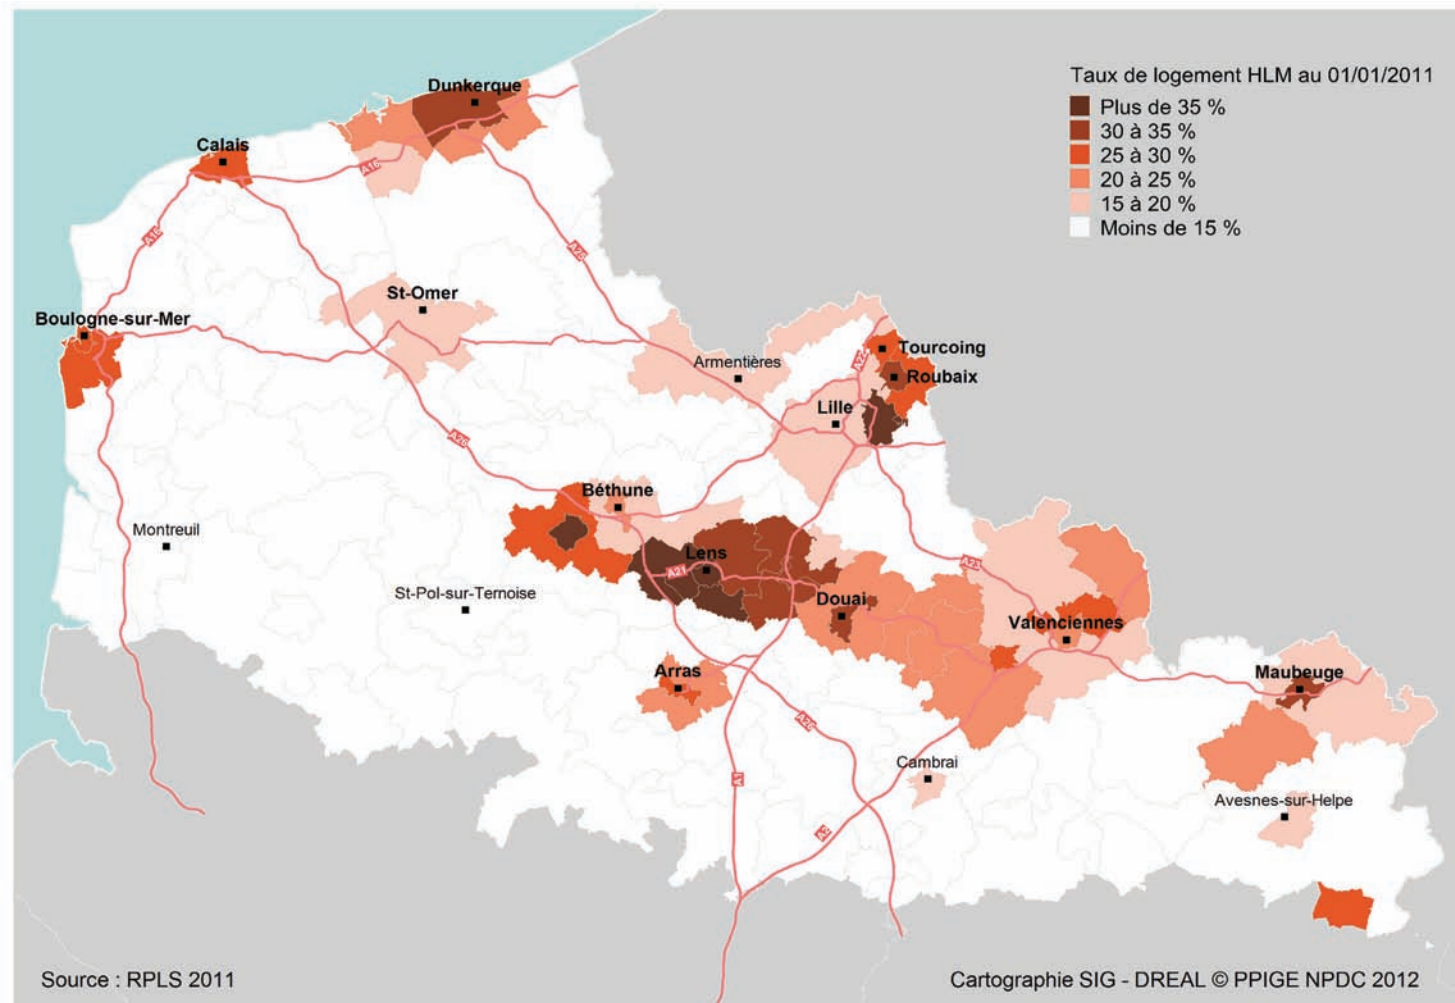 Taux de logement HLM au 01/01/2011
Plus de 35 %
30 à 35 %
25 à 30 %
20 à 25 %
15 à 20 %
Moins de 15 %
Dunkerque
Calais
A16
A16
A25
St-Omer
Boulogne-sur-Mer
Armentières
A22
Tourcoing
Roubaix
Lille
A26
Béthune
Montreuil
Lens
A21
A23
St-Pol-sur-Ternoise
Douai
Valenciennes
Arras
Maubeuge
A26
A1
Cambrai
A2
Avesnes-sur-Helpe
Source : RPLS 2011
Cartographie SIG - DREAL © PPIGE NPDC 2012